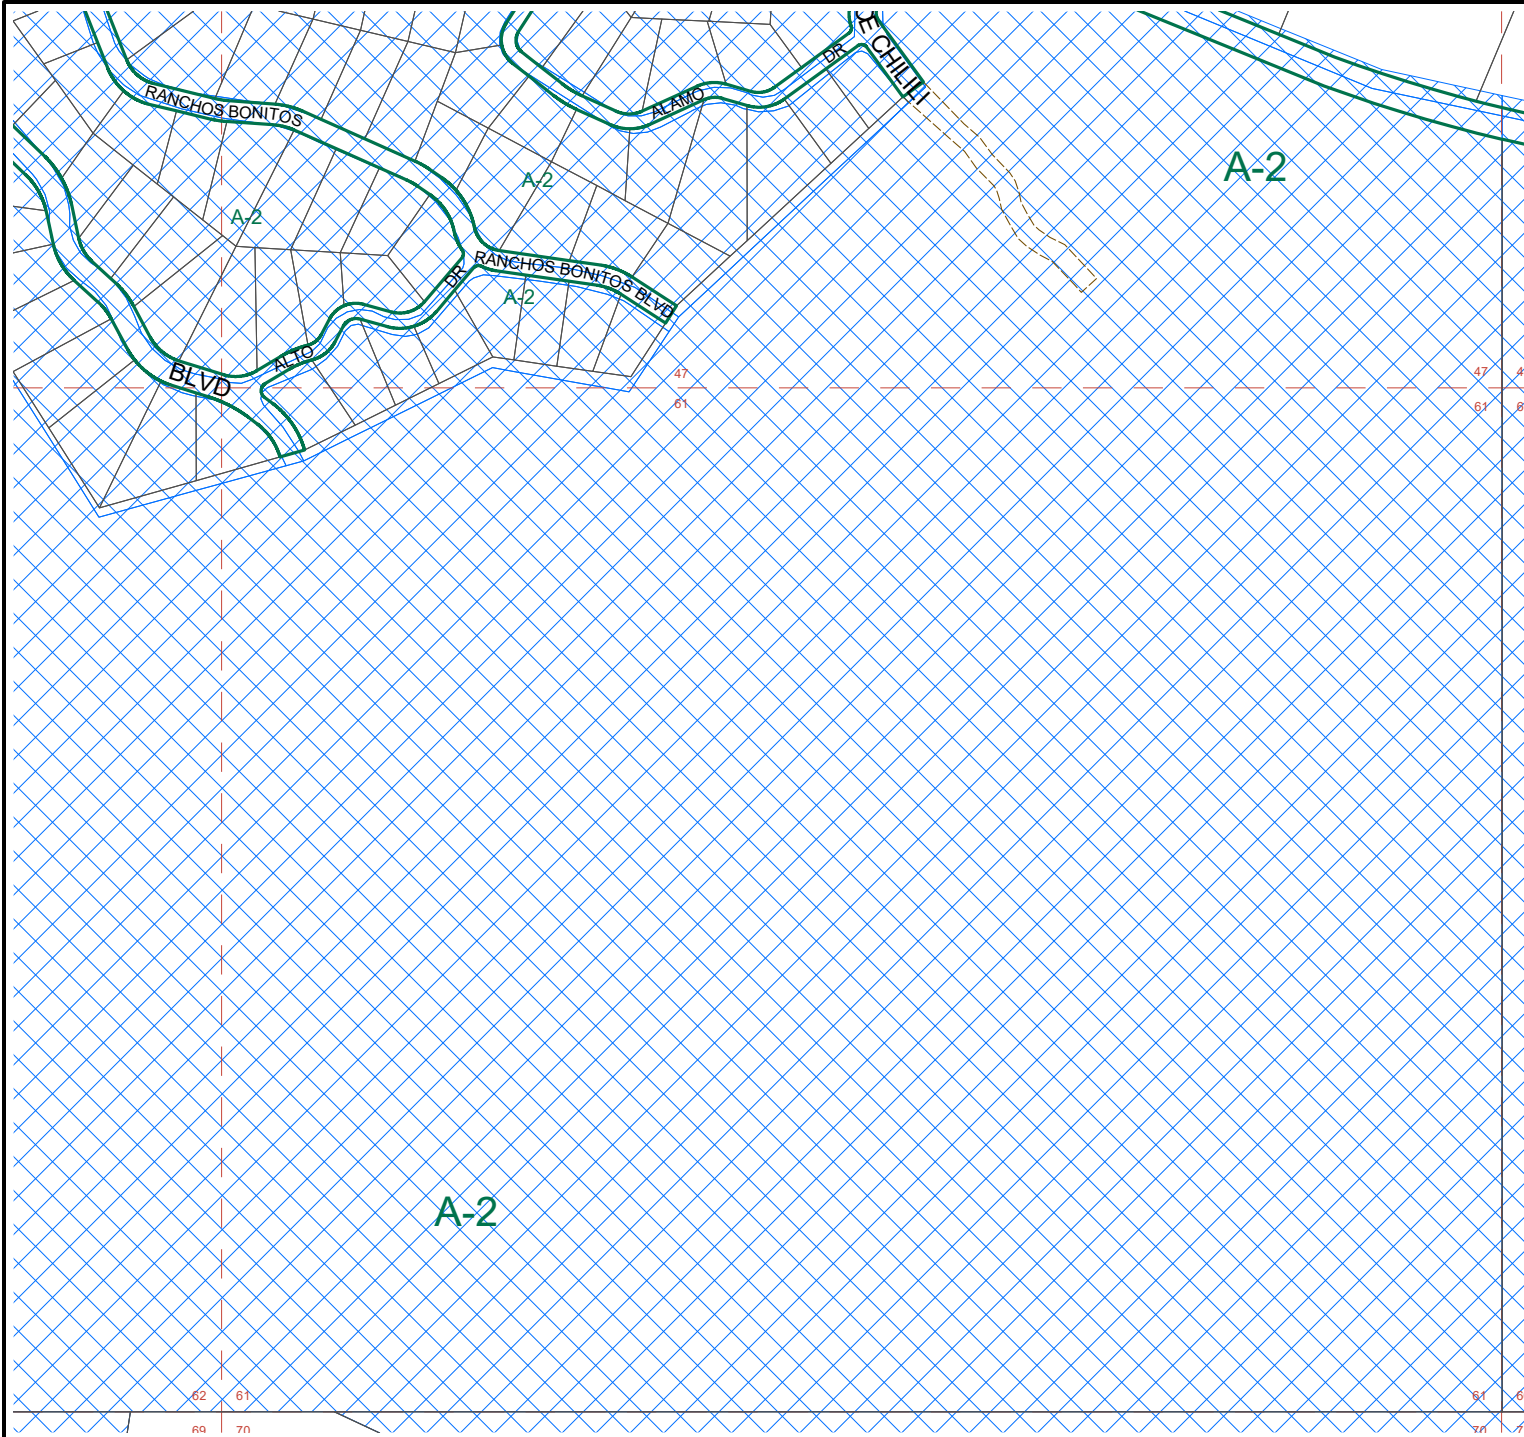 DE CHILILI
DR
ALAMO
RANCHOS BONITOS
A-2
A-2
A-2
RANCHOS BONITOS BLVD
DR
A-2
ALTO
BLVD
47
61
47
61
A-2
62 61
69 70
61
70